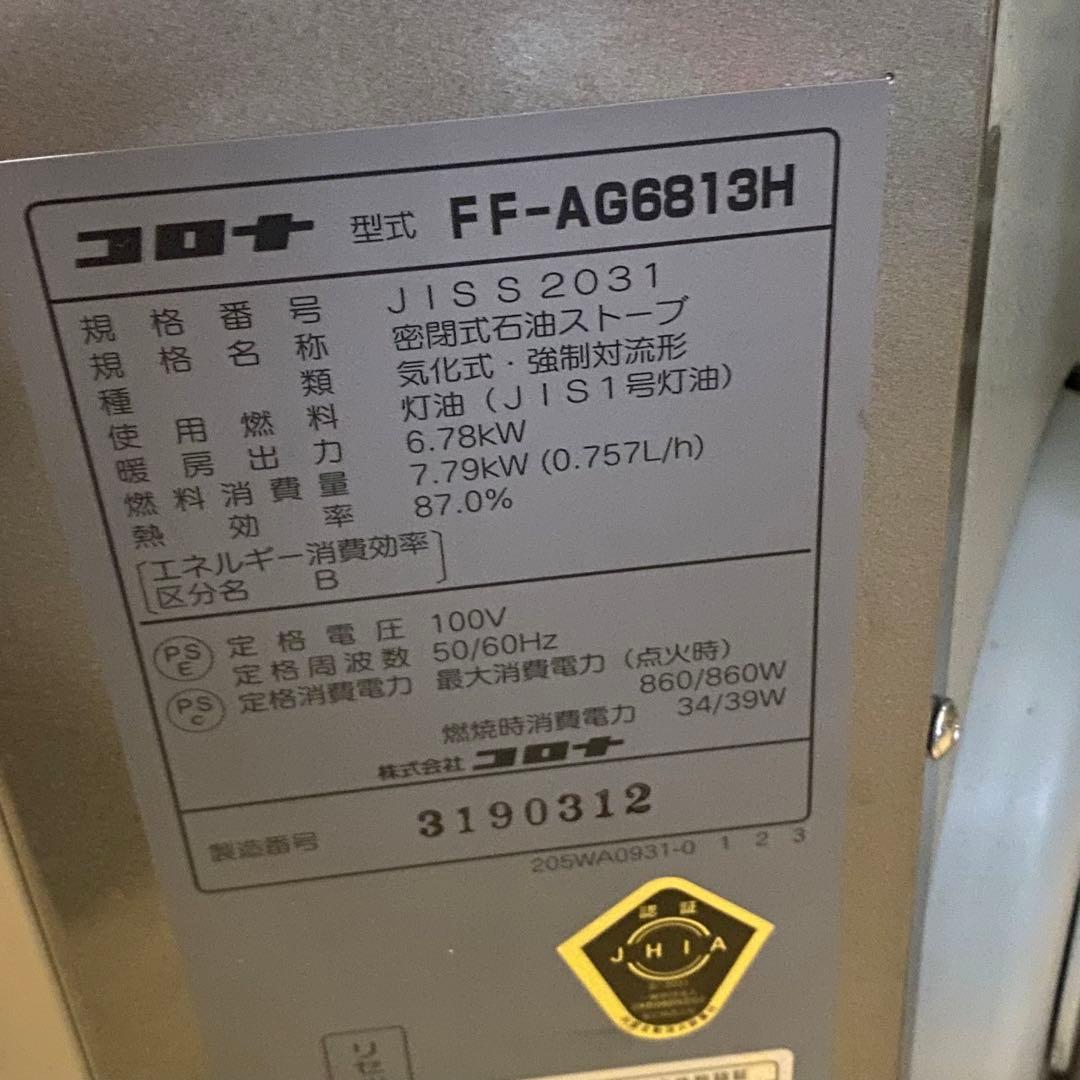 コロナ 型式 FF-AG6813H
規格番号 JIS S 2031
規格名称 密閉式石油ストーブ
種類 気化式・強制対流形
使用燃料 灯油(JIS1号灯油)
暖房出力 6.78kW
燃料消費量 7.79kW (0.757L/h)
熱効率 87.0%
エネルギー消費効率
区分名 B
PSE 定格電圧 100V
定格周波数 50/60Hz
PSC 定格消費電力 最大消費電力(点火時)
860/860W
燃焼時消費電力 34/39W
株式会社コロナ
製造番号 3190312
205WA0931-0 1 2 3
認証
JHIA
リセ